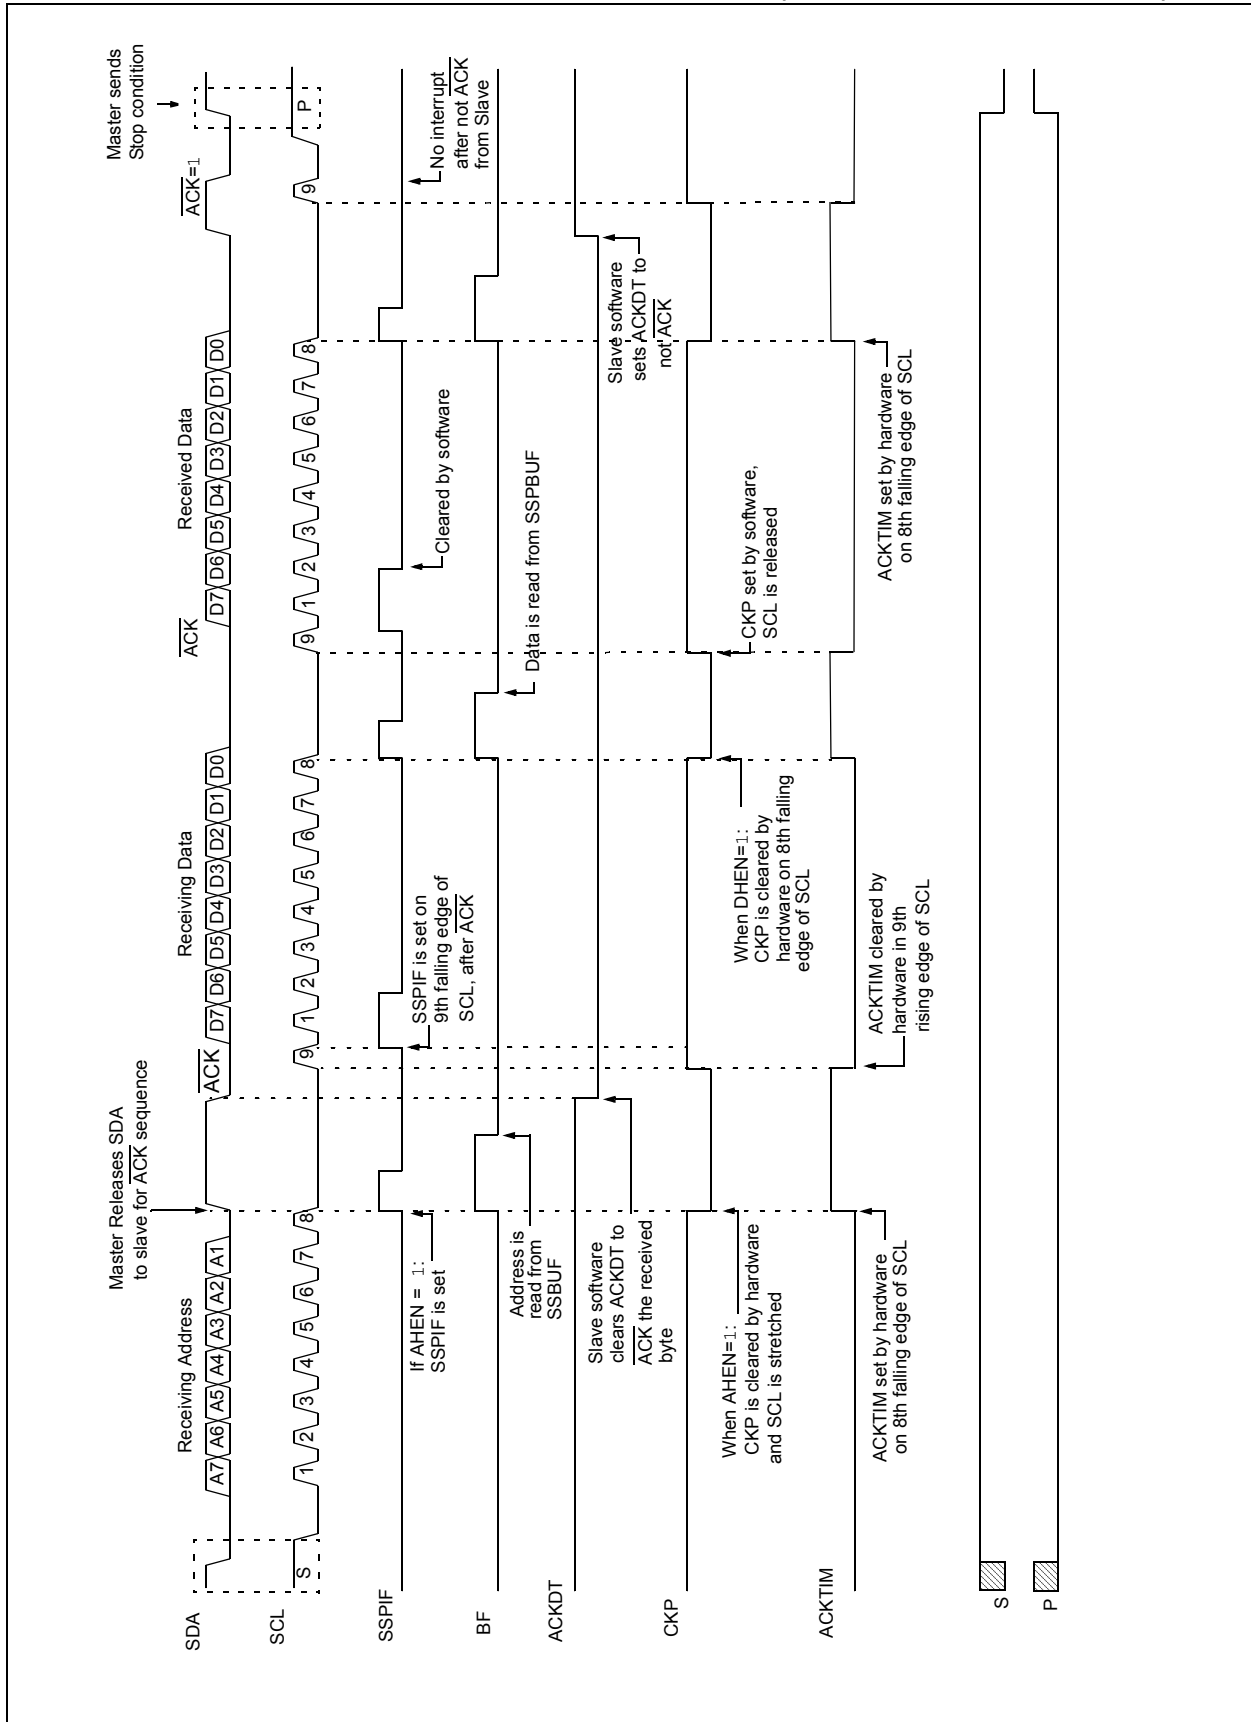 Master Releases SDA
to slave for ACK sequence
Master sends
Stop condition
Receiving Address
Receiving Data
Received Data
ACK
ACK
ACK=1
SDA
A7 A6 A5 A4 A3 A2 A1
D7 D6 D5 D4 D3 D2 D1 D0
D7 D6 D5 D4 D3 D2 D1 D0
SCL
S
1 2 3 4 5 6 7 8
9
1 2 3 4 5 6 7 8
9
1 2 3 4 5 6 7 8
9
P
SSPIF
If AHEN = 1:
SSPIF is set
SSPIF is set on
9th falling edge of
SCL, after ACK
Cleared by software
No interrupt
after not ACK
from Slave
BF
Address is
read from
SSBUF
Data is read from SSPBUF
ACKDT
Slave software
clears ACKDT to
ACK the received
byte
Slave software
sets ACKDT to
not ACK
CKP
When AHEN=1:
CKP is cleared by hardware
and SCL is stretched
When DHEN=1:
CKP is cleared by
hardware on 8th falling
edge of SCL
CKP set by software,
SCL is released
ACKTIM
ACKTIM set by hardware
on 8th falling edge of SCL
ACKTIM cleared by
hardware in 9th
rising edge of SCL
ACKTIM set by hardware
on 8th falling edge of SCL
S
P